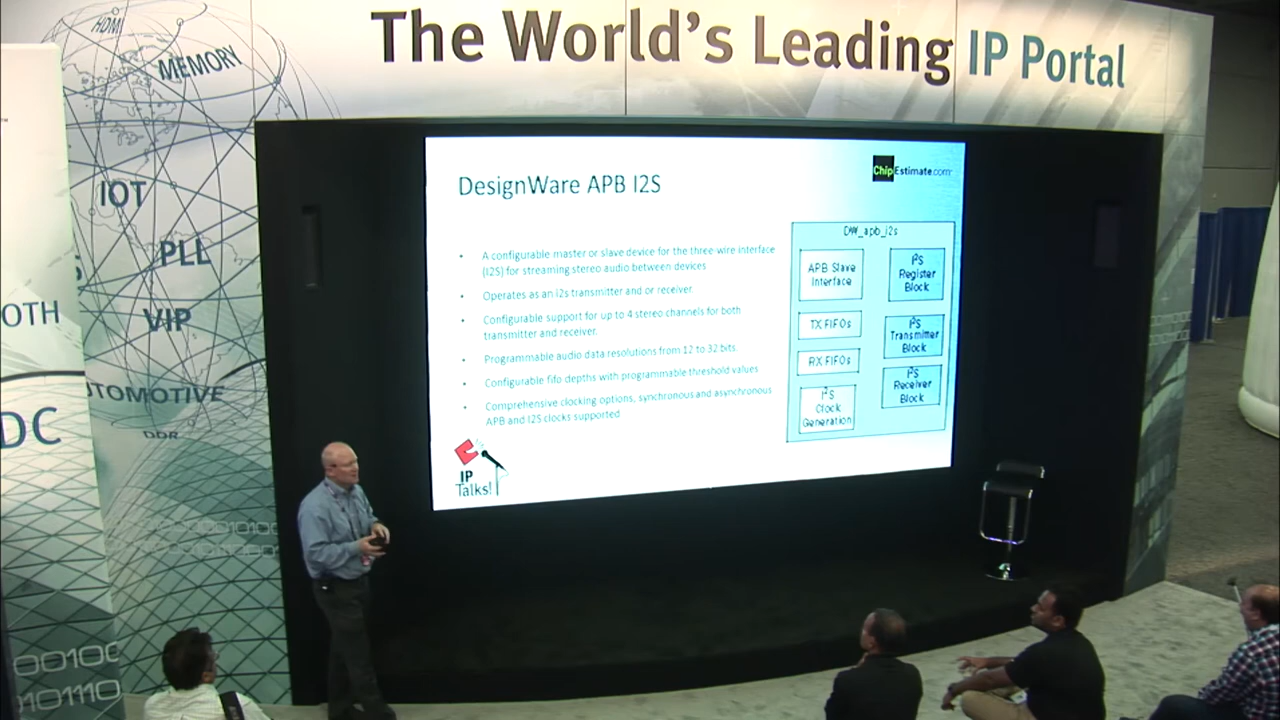 The World's Leading IP Portal
HDMI
MEMORY
IOT
PLL
VIP
OTH
UTOMOTIVE
DC
DDR
00100
010110
ChipEstimate.com
DesignWare APB I2S
• A configurable master or slave device for the three-wire interface
(I2S) for streaming stereo audio between devices
• Operates as an i2s transmitter and or receiver.
• Configurable support for up to 4 stereo channels for both
transmitter and receiver.
• Programmable audio data resolutions from 12 to 32 bits
• Configurable fifo depths with programmable threshold values
• Comprehensive clocking options, synchronous and asynchronous
APB and I2S clocks supported
DW_apb_i2s
APB Slave
Interface
I²S
Register
Block
TX FIFOs
I²S
Transmitter
Block
RX FIFOs
I²S
Receiver
Block
I²S
Clock
Generation
IP
Talks!